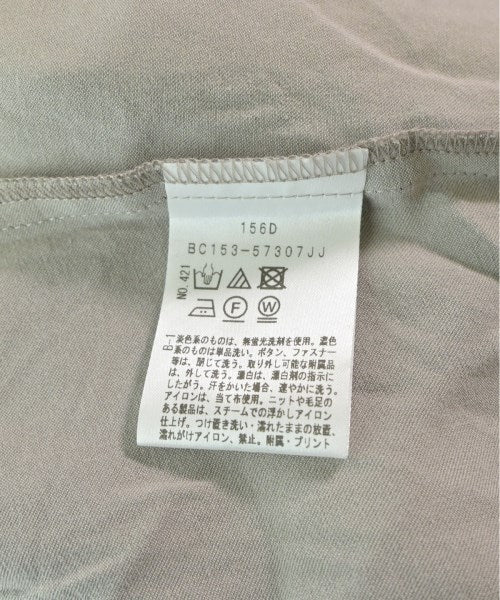 156D
BC153-57307JJ
NO.421
F W
B-1
淡色系のものは、無蛍光洗剤を使用。濃色
系のものは単品洗い。ボタン、ファスナー
等は、閉じて洗う。取り外し可能な附属品
は、外して洗う。漂白は、漂白剤の指示に
したがう。汗をかいた場合、速やかに洗う。
アイロンは、当て布使用。ニットや毛足の
ある製品は、スチームでの浮かしアイロン
仕上げ。つけ置き洗い・濡れたままの放置、
濡れがけアイロン、禁止。附属・プリント